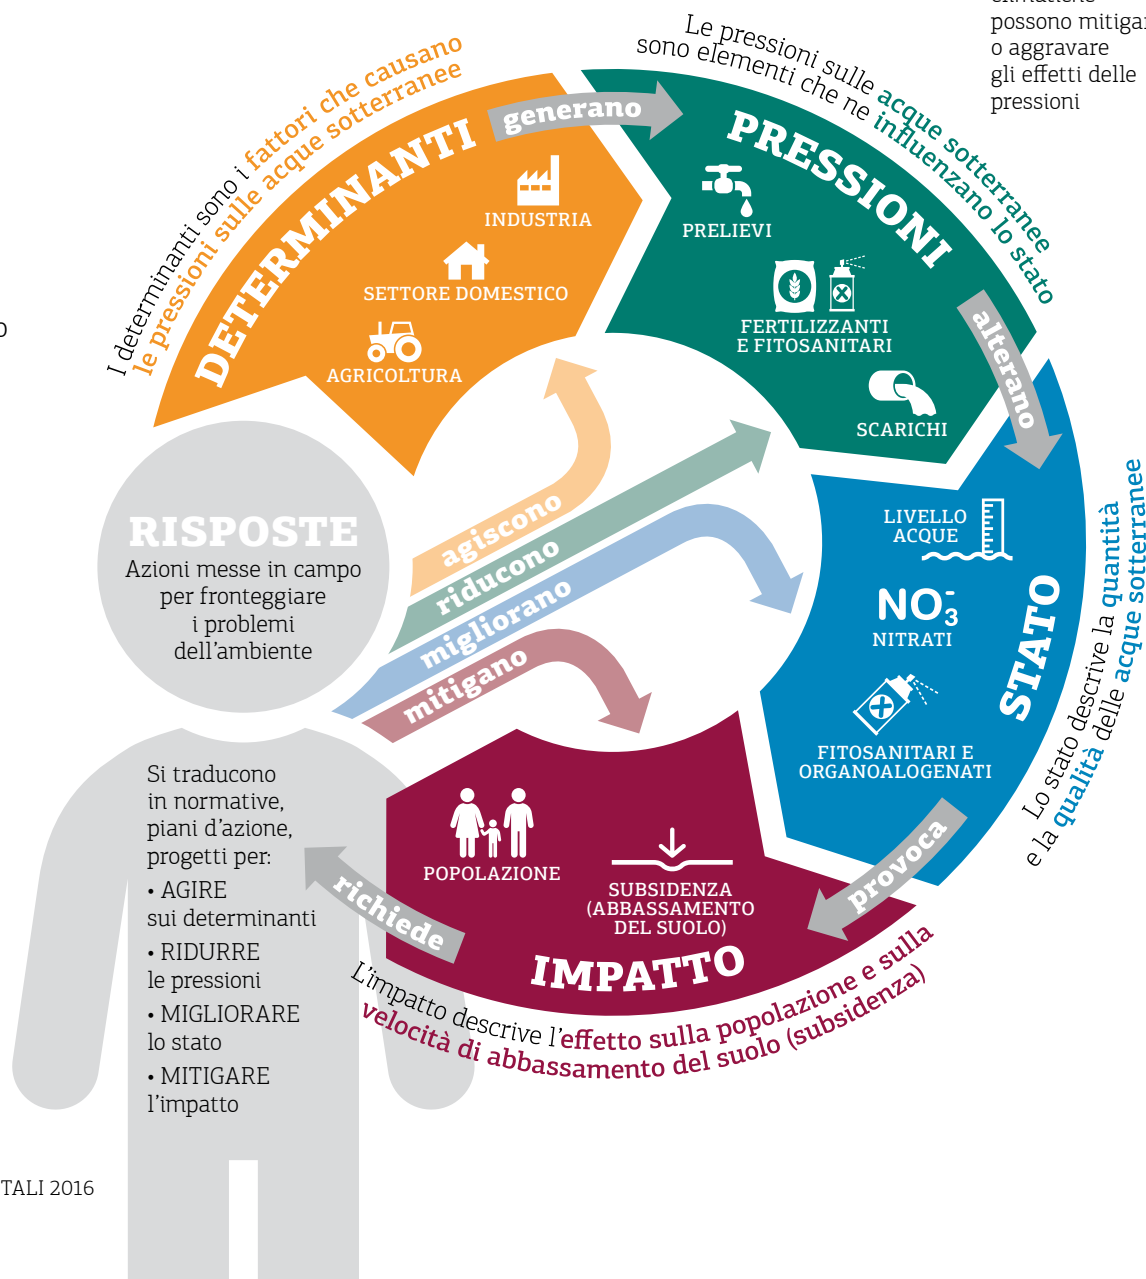 possono mitigar
o aggravare
gli effetti delle
pressioni
I determinanti sono i fattori che causano
le pressioni sulle acque sotterranee
DETERMINANTI
generano
INDUSTRIA
SETTORE DOMESTICO
AGRICOLTURA
Le pressioni sulle acque sotterranee
sono elementi che ne influenzano lo stato
PRESSIONI
PRELIEVI
FERTILIZZANTI
E FITOSANITARI
SCARICHI
alterano
LIVELLO
ACQUE
NO₃⁻
NITRATI
FITOSANITARI E
ORGANOALOGENATI
STATO
Lo stato descrive la quantità
e la qualità delle acque sotterranee
provoca
POPOLAZIONE
SUBSIDENZA
(ABBASSAMENTO
DEL SUOLO)
IMPATTO
L'impatto descrive l'effetto sulla popolazione e sulla
velocità di abbassamento del suolo (subsidenza)
richiede
RISPOSTE
Azioni messe in campo
per fronteggiare
i problemi
dell'ambiente
agiscono
riducono
migliorano
mitigano
Si traducono
in normative,
piani d'azione,
progetti per:
• AGIRE
sui determinanti
• RIDURRE
le pressioni
• MIGLIORARE
lo stato
• MITIGARE
l'impatto
TALI 2016